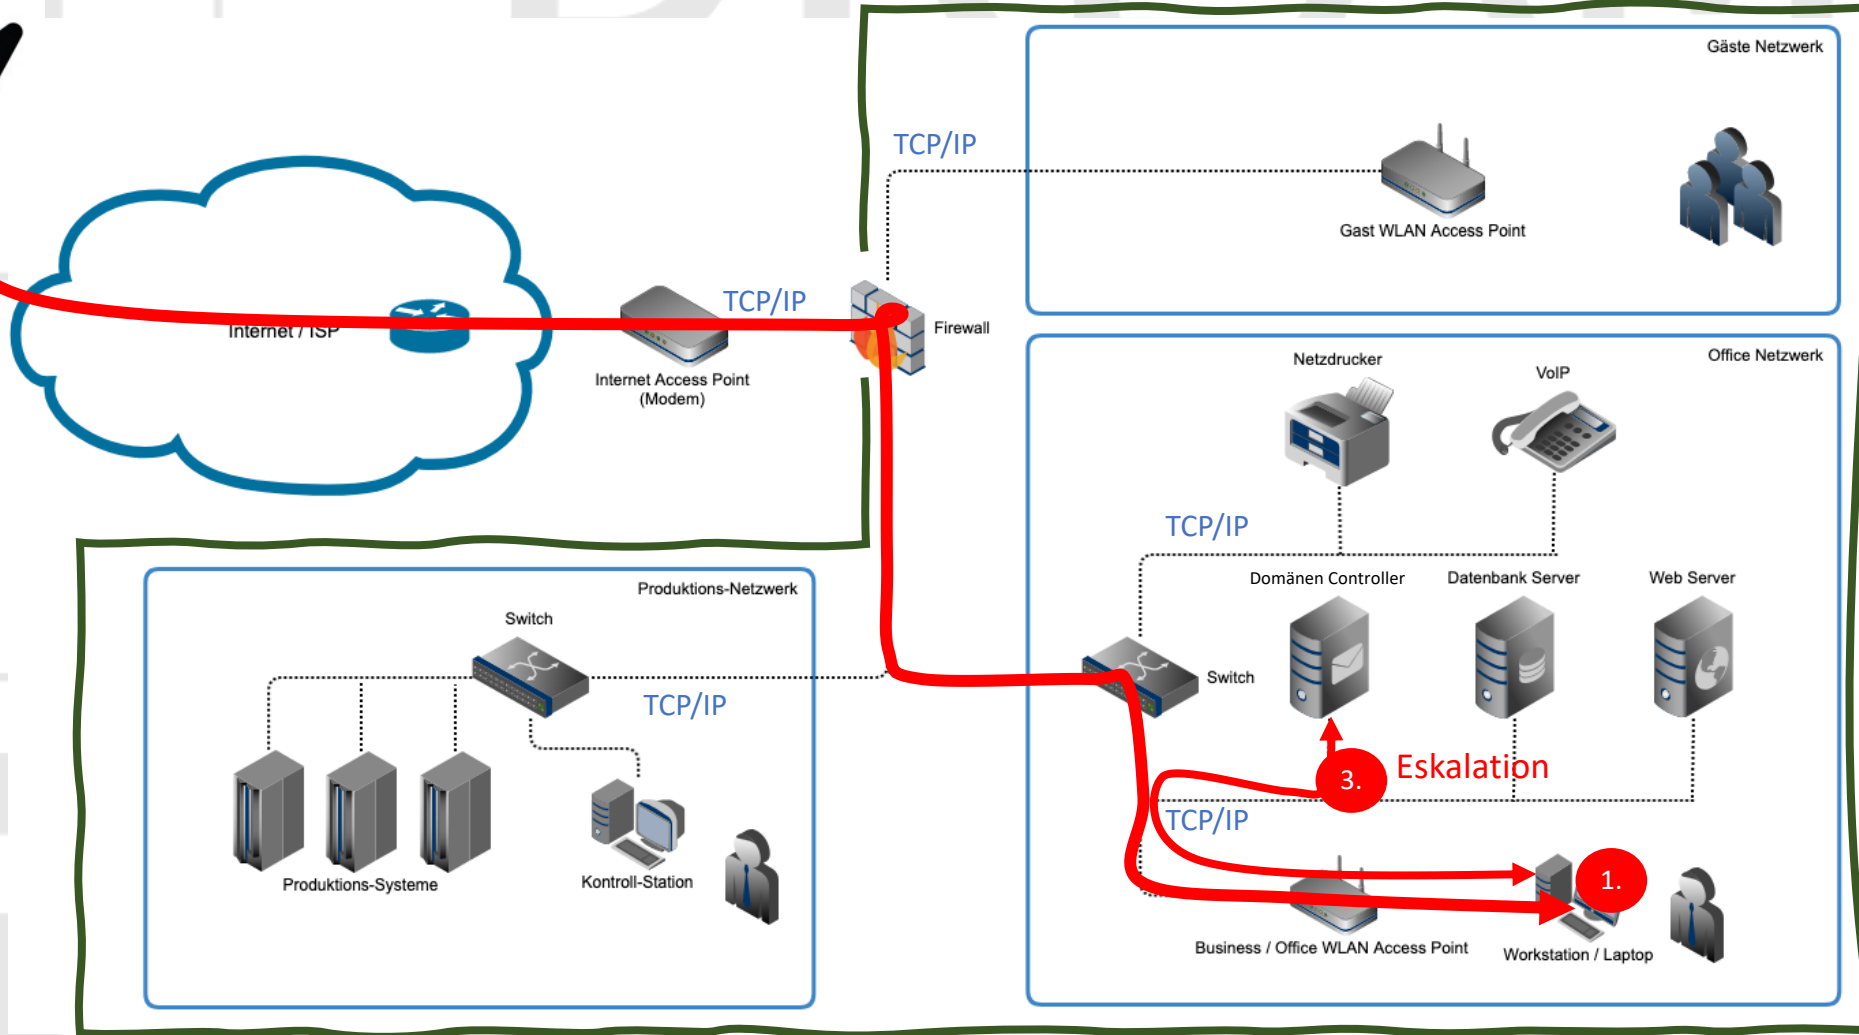 Gäste Netzwerk
TCP/IP
Gast WLAN Access Point
Internet / ISP
TCP/IP
Firewall
Internet Access Point
(Modem)
Office Netzwerk
Netzdrucker
VoIP
TCP/IP
Domänen Controller
Datenbank Server
Web Server
Switch
3.
Eskalation
TCP/IP
1.
Business / Office WLAN Access Point
Workstation / Laptop
Produktions-Netzwerk
Switch
TCP/IP
Produktions-Systeme
Kontroll-Station